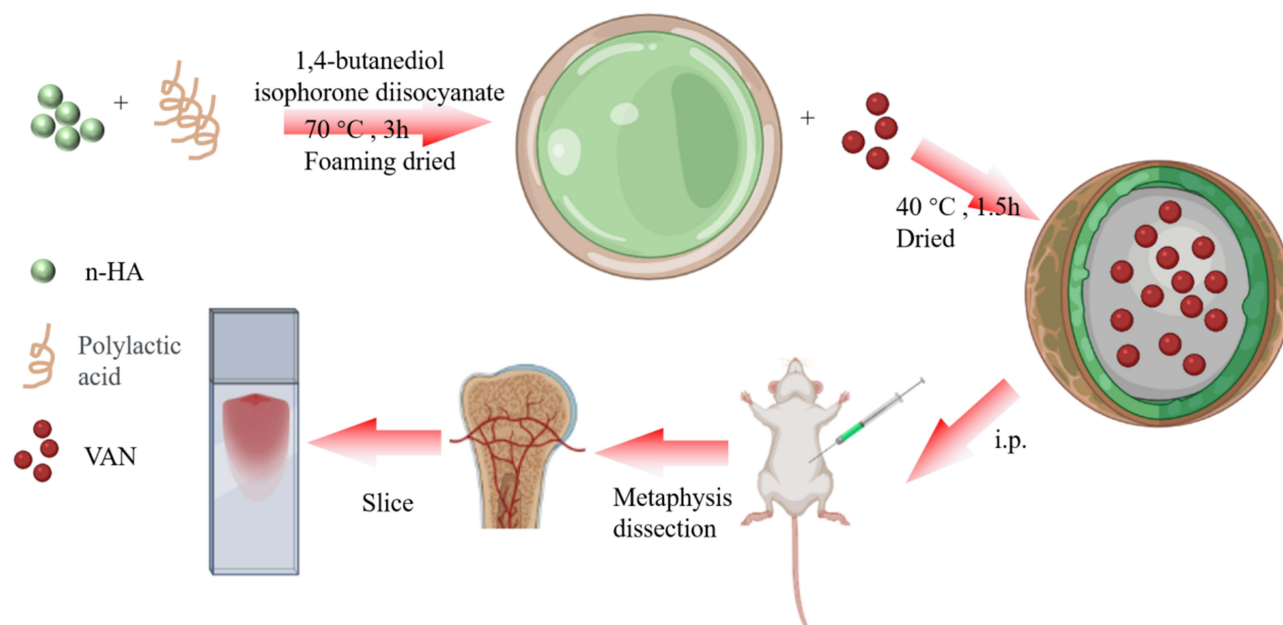 +
1,4-butanediol
isophorone diisocyanate
70 °C , 3h
Foaming dried
+
40 °C , 1.5h
Dried
n-HA
Polylactic
acid
VAN
i.p.
Metaphysis
dissection
Slice